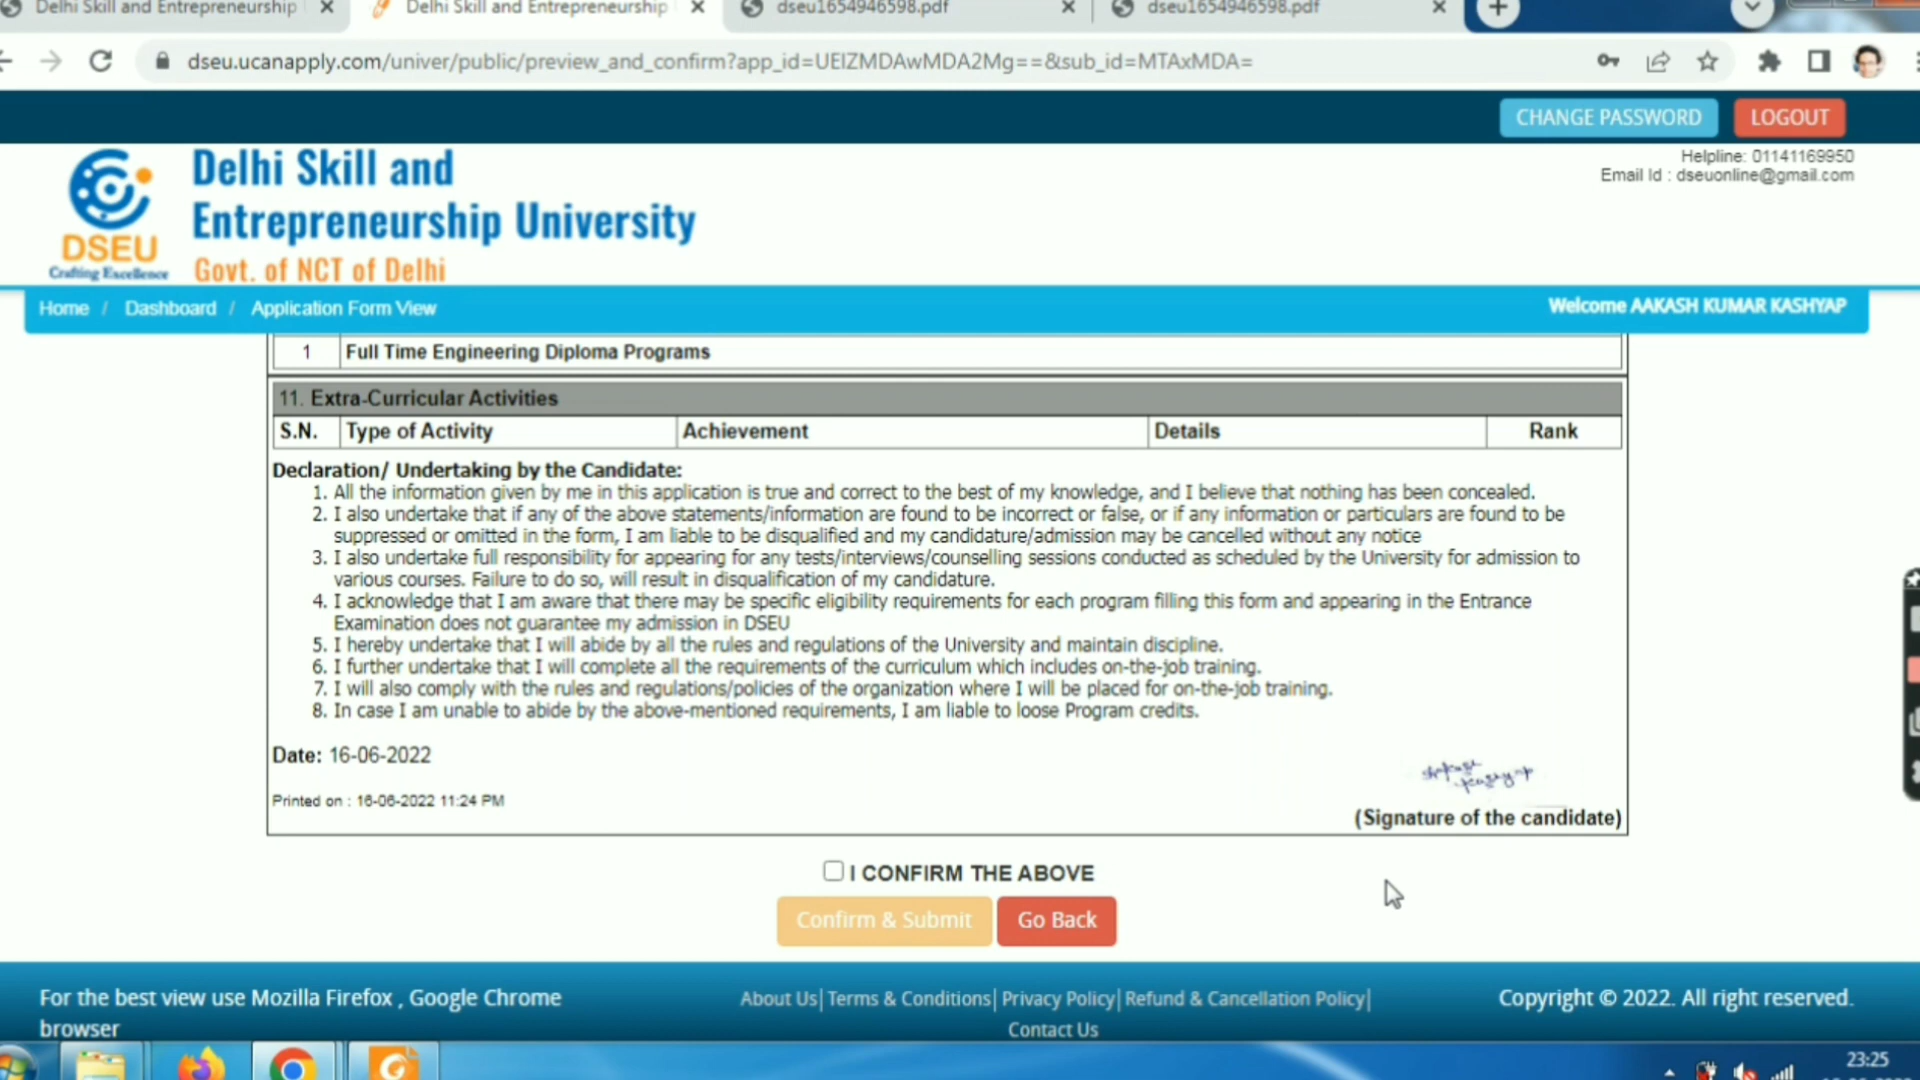 Delhi Skill and Entrepreneurship
Delhi Skill and Entrepreneurship
dseu1654946598.pdf
dseu1654946598.pdf
dseu.ucanapply.com/univer/public/preview_and_confirm?app_id=UElZMDAwMDA2Mg==&sub_id=MTAxMDA=
CHANGE PASSWORD
LOGOUT
Delhi Skill and
Entrepreneurship University
Govt. of NCT of Delhi
DSEU
Crafting Excellence
Helpline: 01141169950
Email Id : dseuonline@gmail.com
Home / Dashboard / Application Form View
Welcome AAKASH KUMAR KASHYAP
1 Full Time Engineering Diploma Programs
11. Extra-Curricular Activities
S.N. Type of Activity Achievement Details Rank
Declaration/ Undertaking by the Candidate:
1. All the information given by me in this application is true and correct to the best of my knowledge, and I believe that nothing has been concealed.
2. I also undertake that if any of the above statements/information are found to be incorrect or false, or if any information or particulars are found to be
suppressed or omitted in the form, I am liable to be disqualified and my candidature/admission may be cancelled without any notice
3. I also undertake full responsibility for appearing for any tests/interviews/counselling sessions conducted as scheduled by the University for admission to
various courses. Failure to do so, will result in disqualification of my candidature.
4. I acknowledge that I am aware that there may be specific eligibility requirements for each program filling this form and appearing in the Entrance
Examination does not guarantee my admission in DSEU
5. I hereby undertake that I will abide by all the rules and regulations of the University and maintain discipline.
6. I further undertake that I will complete all the requirements of the curriculum which includes on-the-job training.
7. I will also comply with the rules and regulations/policies of the organization where I will be placed for on-the-job training.
8. In case I am unable to abide by the above-mentioned requirements, I am liable to loose Program credits.
Date: 16-06-2022
Printed on : 16-06-2022 11:24 PM
(Signature of the candidate)
I CONFIRM THE ABOVE
Confirm & Submit
Go Back
For the best view use Mozilla Firefox , Google Chrome
browser
About Us| Terms & Conditions| Privacy Policy| Refund & Cancellation Policy|
Contact Us
Copyright © 2022. All right reserved.
23:25